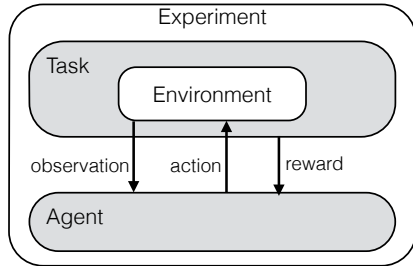 Experiment
Task
Environment
observation action reward
Agent